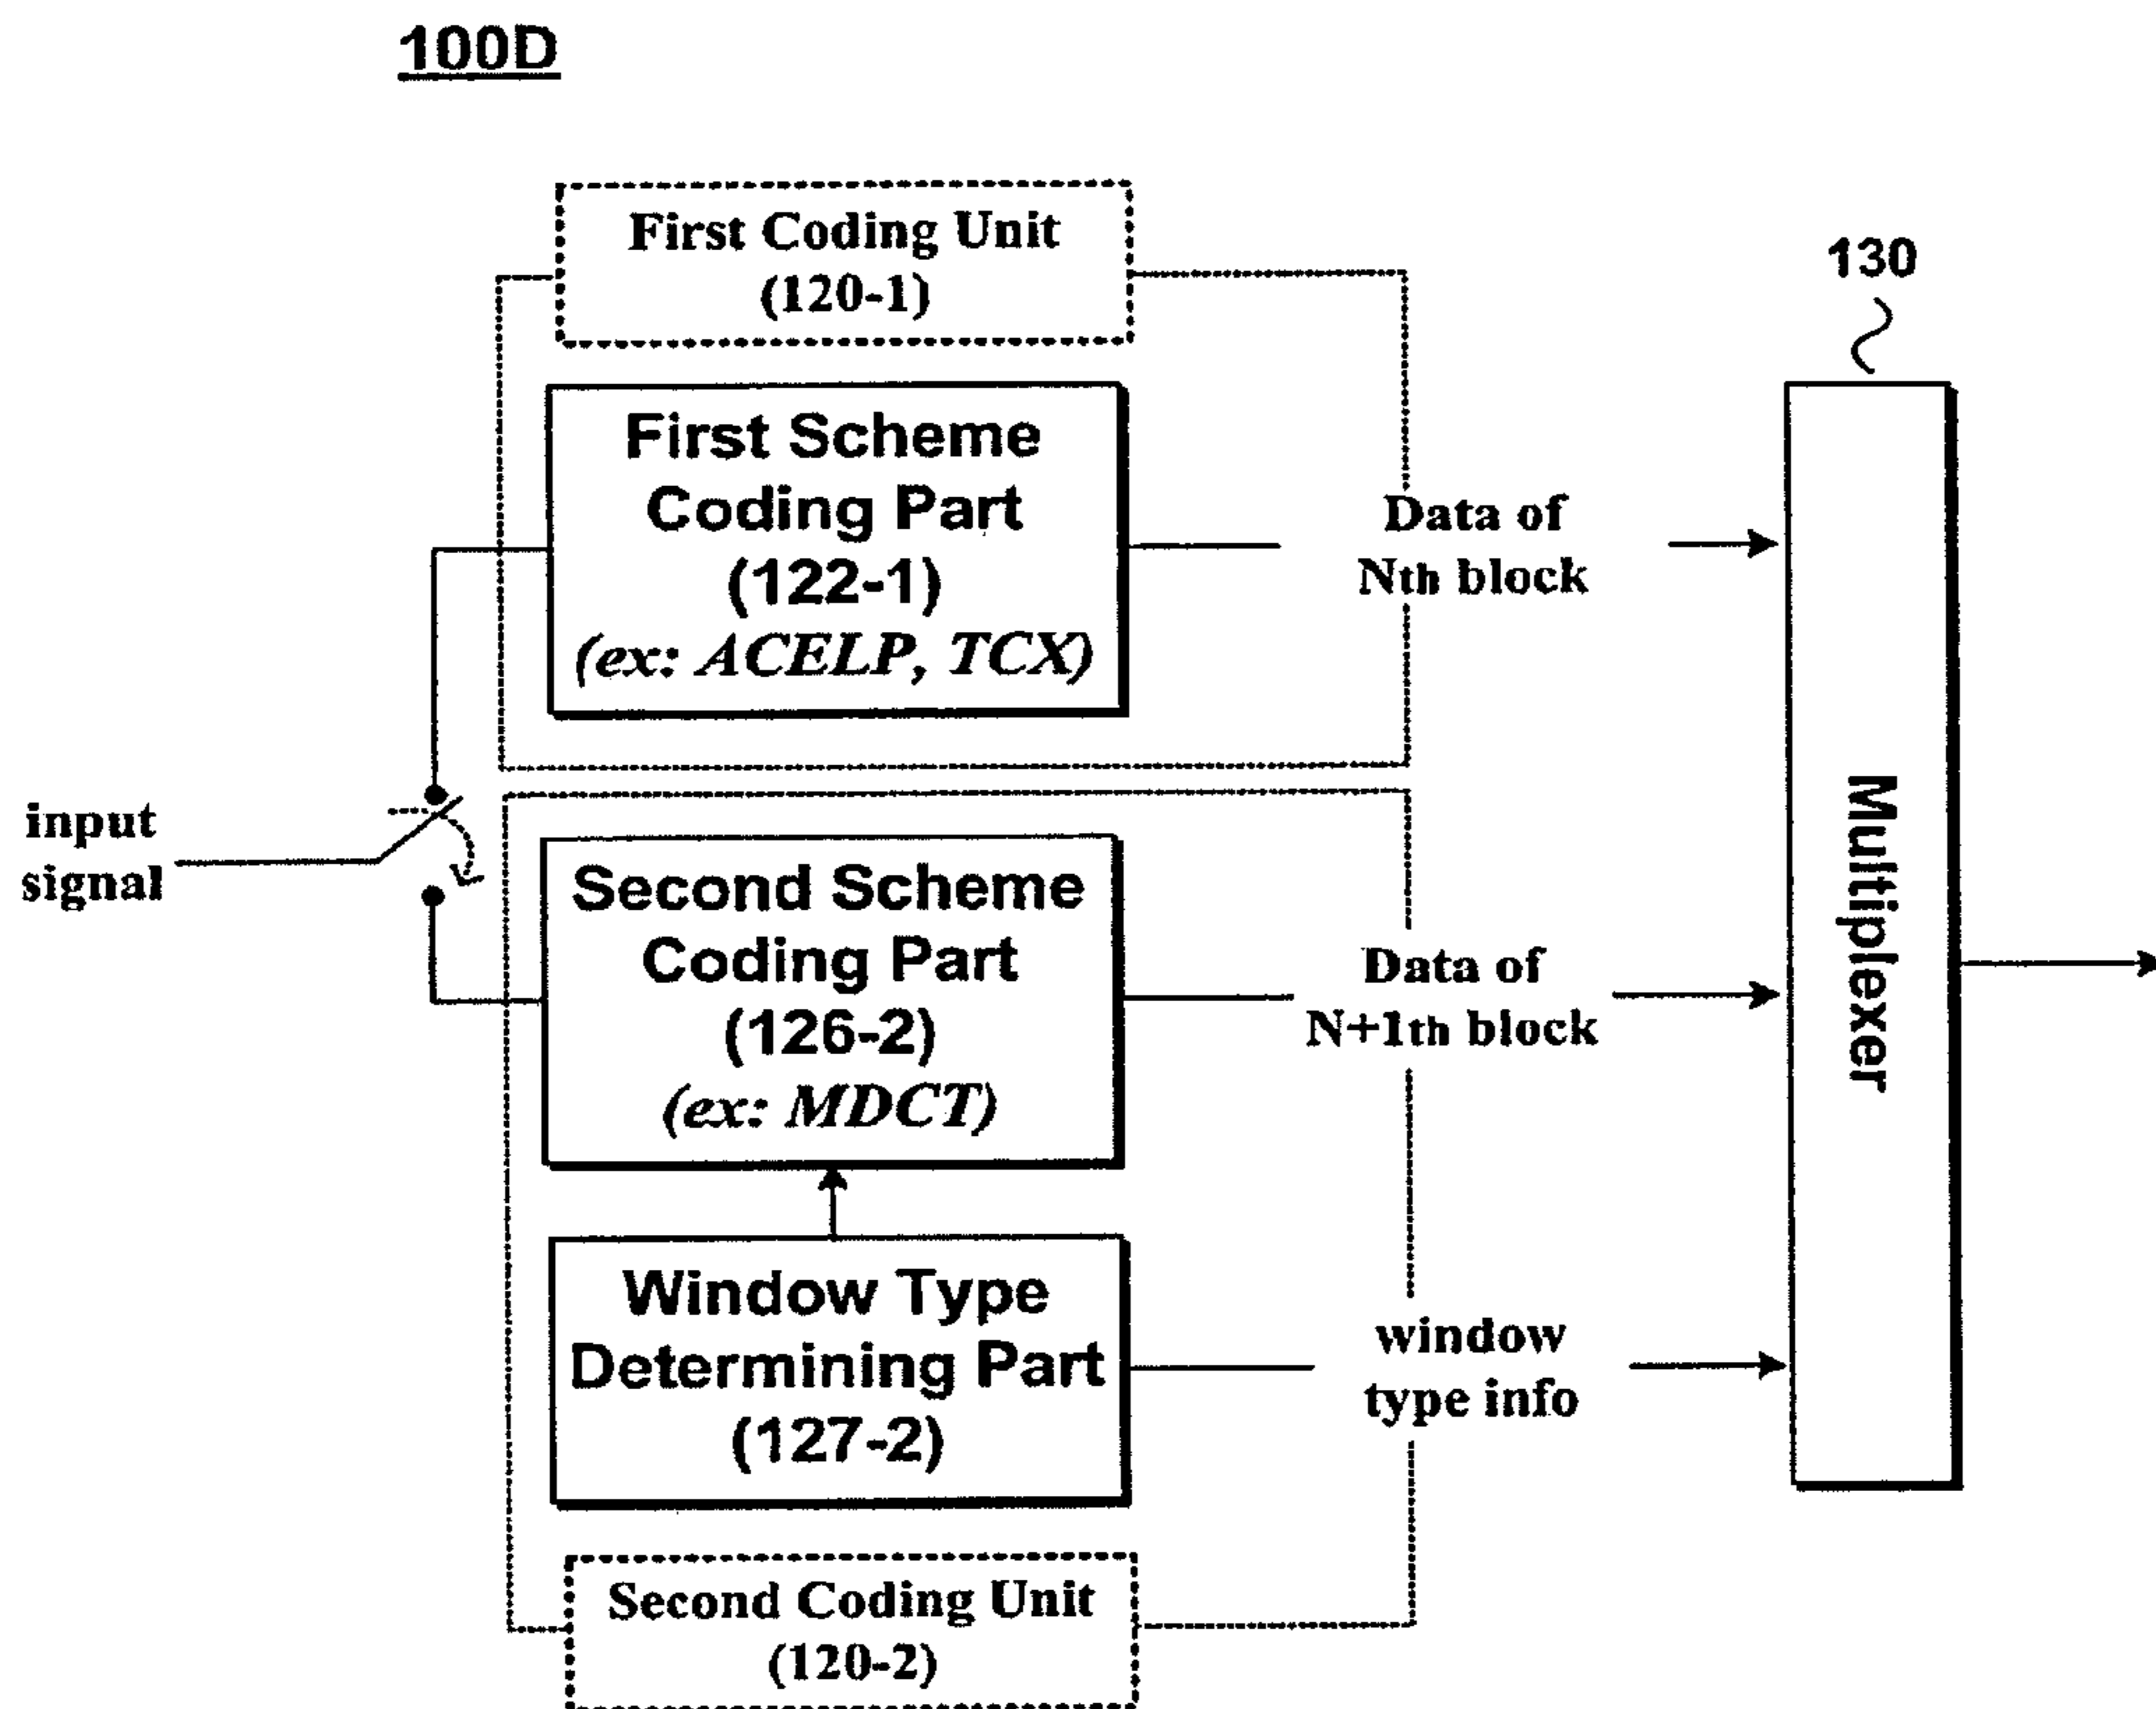 100D
First Coding Unit
(120-1)
130
First Scheme
Coding Part
(122-1)
(ex: ACELP, TCX)
Data of
Nth block
input
signal
Second Scheme
Coding Part
(126-2)
(ex: MDCT)
Data of
N+1th block
Multiplexer
Window Type
Determining Part
(127-2)
window
type info
Second Coding Unit
(120-2)